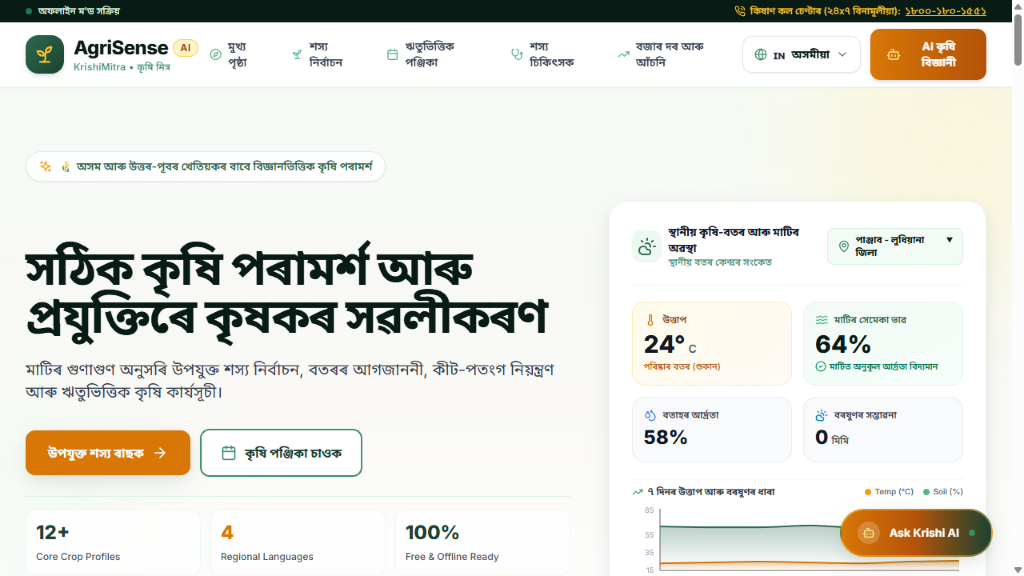 অফলাইন ম'ড সক্ৰিয়
কিষাণ কল চেণ্টাৰ (২৪x৭ বিনামূলীয়া): ১৮০০-১৮০-১৫৫১
AgriSense AI
KrishiMitra • कृषि मित्र
মুখ্য পৃষ্ঠা
শস্য নিৰ্বাচন
ঋতুভিত্তিক পঞ্জিকা
শস্য চিকিৎসক
বজাৰ দৰ আৰু আঁচনি
IN অসমীয়া
AI কৃষি বিজ্ঞানী
অসম আৰু উত্তৰ-পূবৰ খেতিয়কৰ বাবে বিজ্ঞানভিত্তিক কৃষি পৰামৰ্শ
সঠিক কৃষি পৰামৰ্শ আৰু
প্ৰযুক্তিৰে কৃষকৰ সৱলীকৰণ
মাটিৰ গুণাগুণ অনুসৰি উপযুক্ত শস্য নিৰ্বাচন, বতৰৰ আগজাননী, কীট-পতংগ নিয়ন্ত্ৰণ
আৰু ঋতুভিত্তিক কৃষি কাৰ্যসূচী।
উপযুক্ত শস্য বাছক
কৃষি পঞ্জিকা চাওক
12+
Core Crop Profiles
4
Regional Languages
100%
Free & Offline Ready
স্থানীয় কৃষি-বতৰ আৰু মাটিৰ
অৱস্থা
স্থানীয় বতৰ কেন্দ্ৰৰ সংকেত
পাঞ্জাব - লুধিয়ানা
জিলা
উত্তাপ
24° C
পৰিষ্কাৰ বতৰ (শুকান)
মাটিৰ সেমেকা ভাৱ
64%
মাটিত অনুকূল আৰ্দ্ৰতা বিদ্যমান
বতাহৰ আৰ্দ্ৰতা
58%
বৰষুণৰ সম্ভাৱনা
0 মিমি
৭ দিনৰ উত্তাপ আৰু বৰষুণৰ ধাৰা
Temp (°C)
Soil (%)
85
55
35
15
Ask Krishi AI